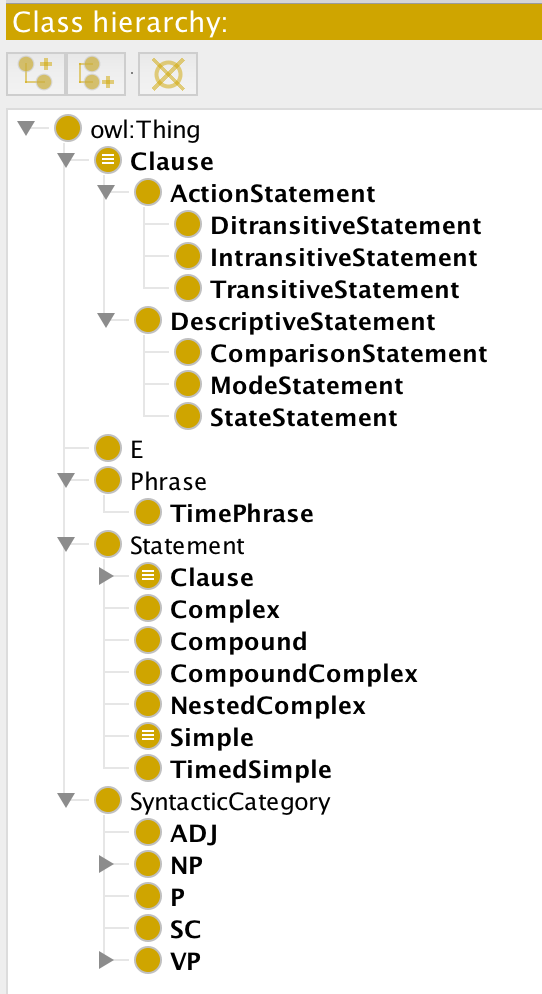 Class hierarchy:
owl:Thing
Clause
ActionStatement
DitransitiveStatement
IntransitiveStatement
TransitiveStatement
DescriptiveStatement
ComparisonStatement
ModeStatement
StateStatement
E
Phrase
TimePhrase
Statement
Clause
Complex
Compound
CompoundComplex
NestedComplex
Simple
TimedSimple
SyntacticCategory
ADJ
NP
P
SC
VP